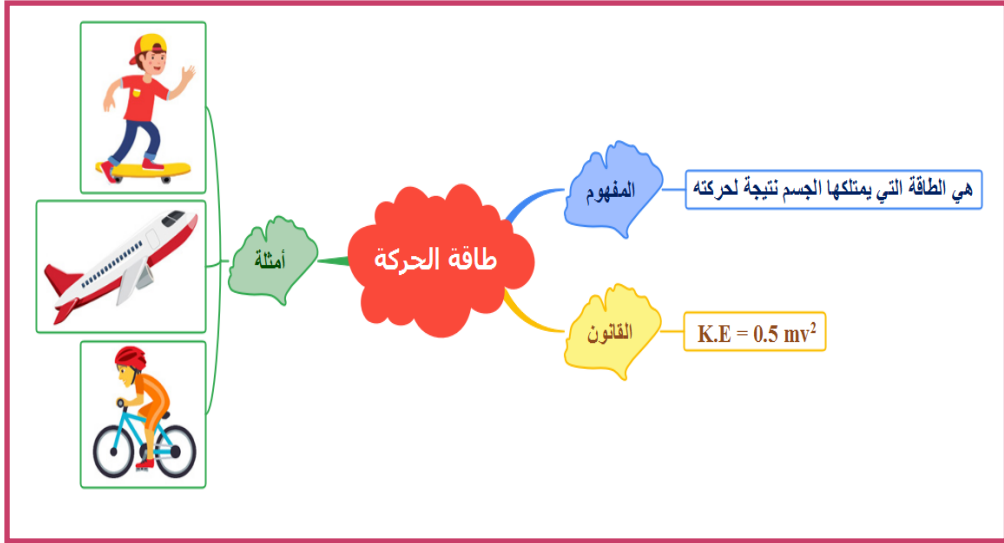 طاقة الحركة
المفهوم
هي الطاقة التي يمتلكها الجسم نتيجة لحركته
القانون
K.E = 0.5 mv²
أمثلة